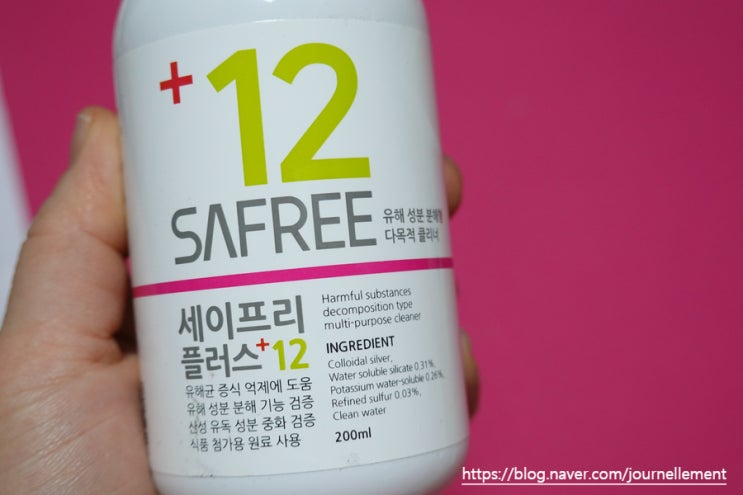 +12
SAFREE
유해 성분 분해형
다목적 클리너
세이프리
플러스+12
유해균 증식 억제에 도움
유해 성분 분해 기능 검증
산성 유독 성분 중화 검증
식품 첨가용 원료 사용
Harmful substances
decomposition type
multi-purpose cleaner
INGREDIENT
Colloidal silver,
Water soluble silicate 0.31%,
Potassium water-soluble 0.26%,
Refined sulfur 0.03%,
Clean water
200ml
https://blog.naver.com/journellement